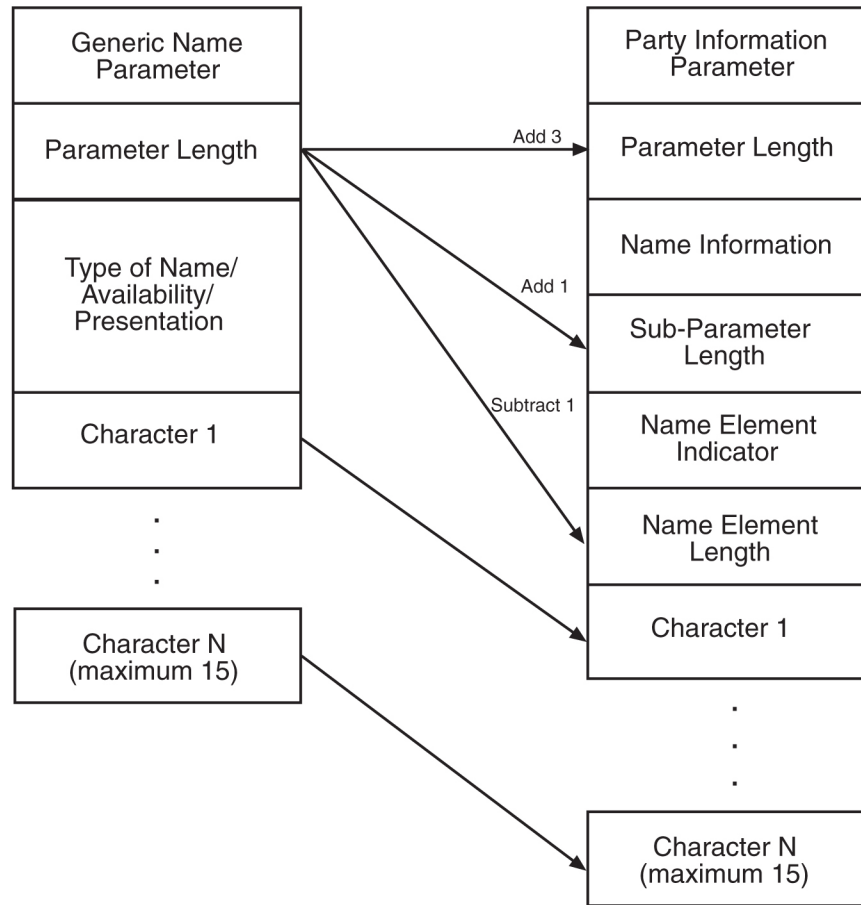 Generic Name
Parameter
Parameter Length
Type of Name/
Availability/
Presentation
Character 1
.
.
.
Character N
(maximum 15)
Add 3
Add 1
Subtract 1
Party Information
Parameter
Parameter Length
Name Information
Sub-Parameter
Length
Name Element
Indicator
Name Element
Length
Character 1
.
.
.
Character N
(maximum 15)